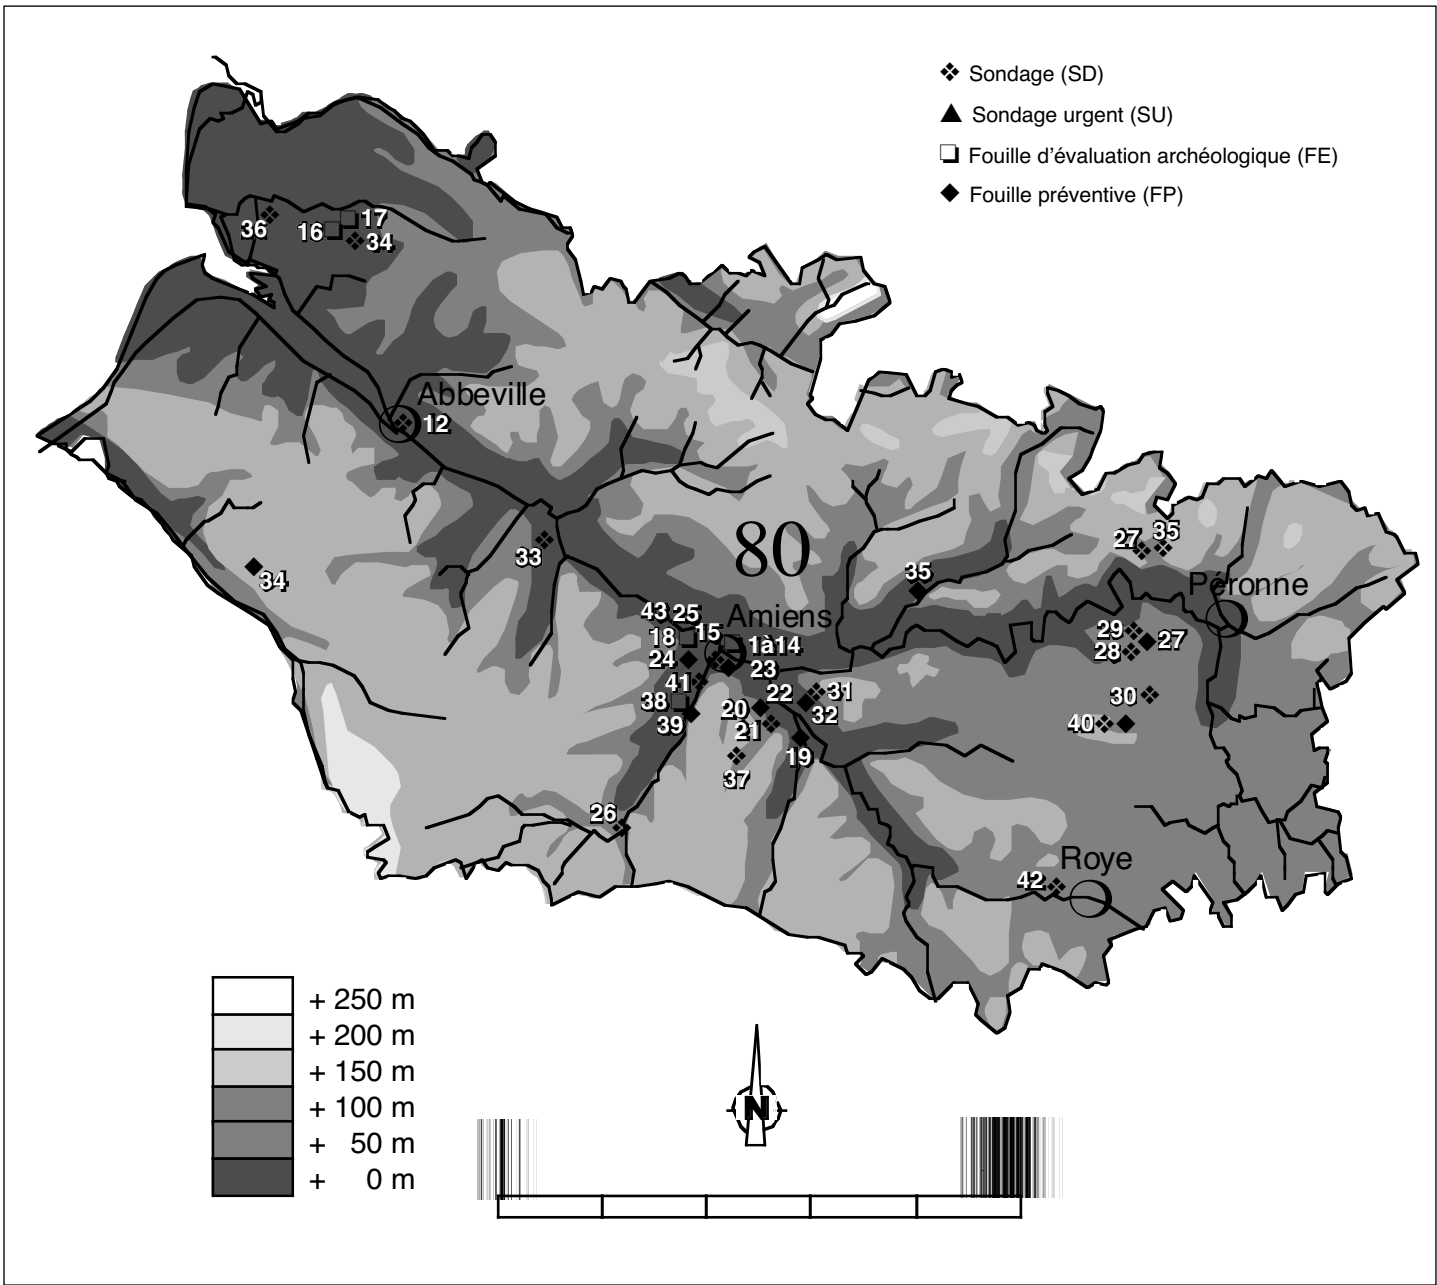 Sondage (SD)
Sondage urgent (SU)
Fouille d'évaluation archéologique (FE)
Fouille préventive (FP)
36
16
17
34
Abbeville
12
33
34
80
35
27
35
Péronne
43
25
Amiens
18
15
1à14
24
23
41
38
39
20
22
21
31
32
19
37
29
28
27
30
40
26
Roye
42
+ 250 m
+ 200 m
+ 150 m
+ 100 m
+ 50 m
+ 0 m
N